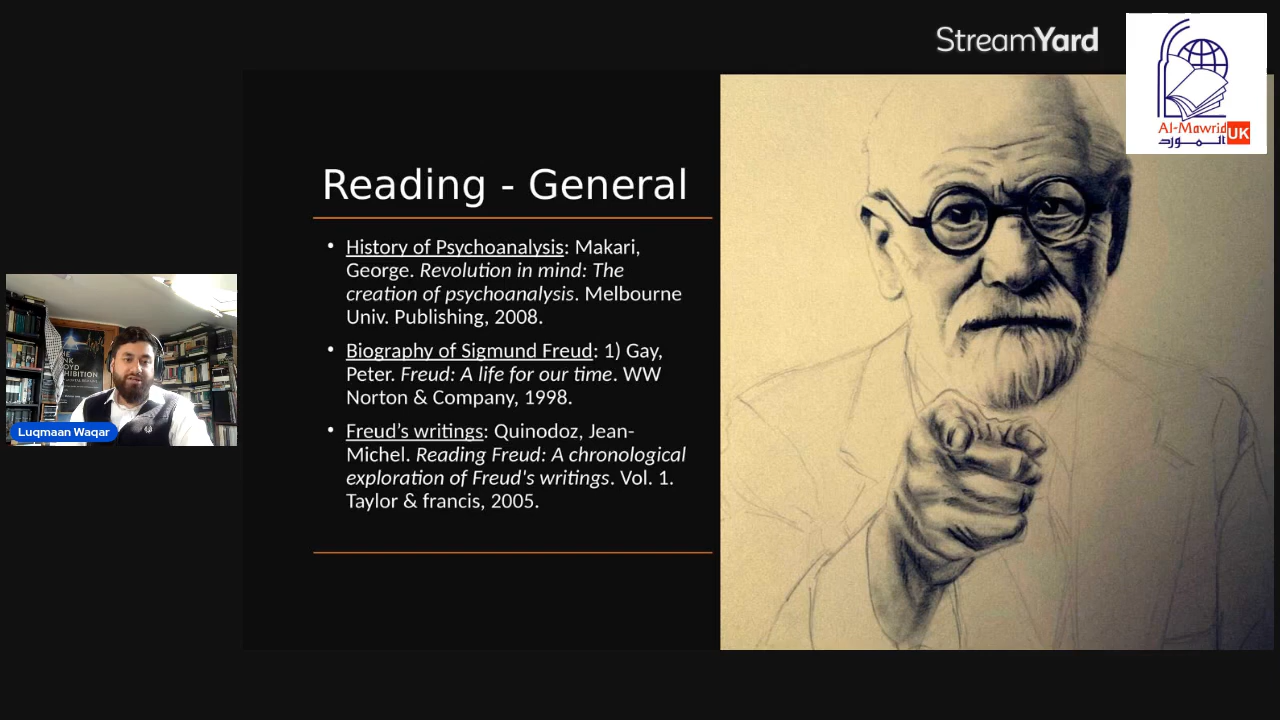 StreamYard
Al-Mawrid
UK
المورد
Reading - General
• History of Psychoanalysis: Makari,
George. Revolution in mind: The
creation of psychoanalysis. Melbourne
Univ. Publishing, 2008.
• Biography of Sigmund Freud: 1) Gay,
Peter. Freud: A life for our time. WW
Norton & Company, 1998.
• Freud’s writings: Quinodoz, Jean-
Michel. Reading Freud: A chronological
exploration of Freud's writings. Vol. 1.
Taylor & francis, 2005.
Luqmaan Waqar